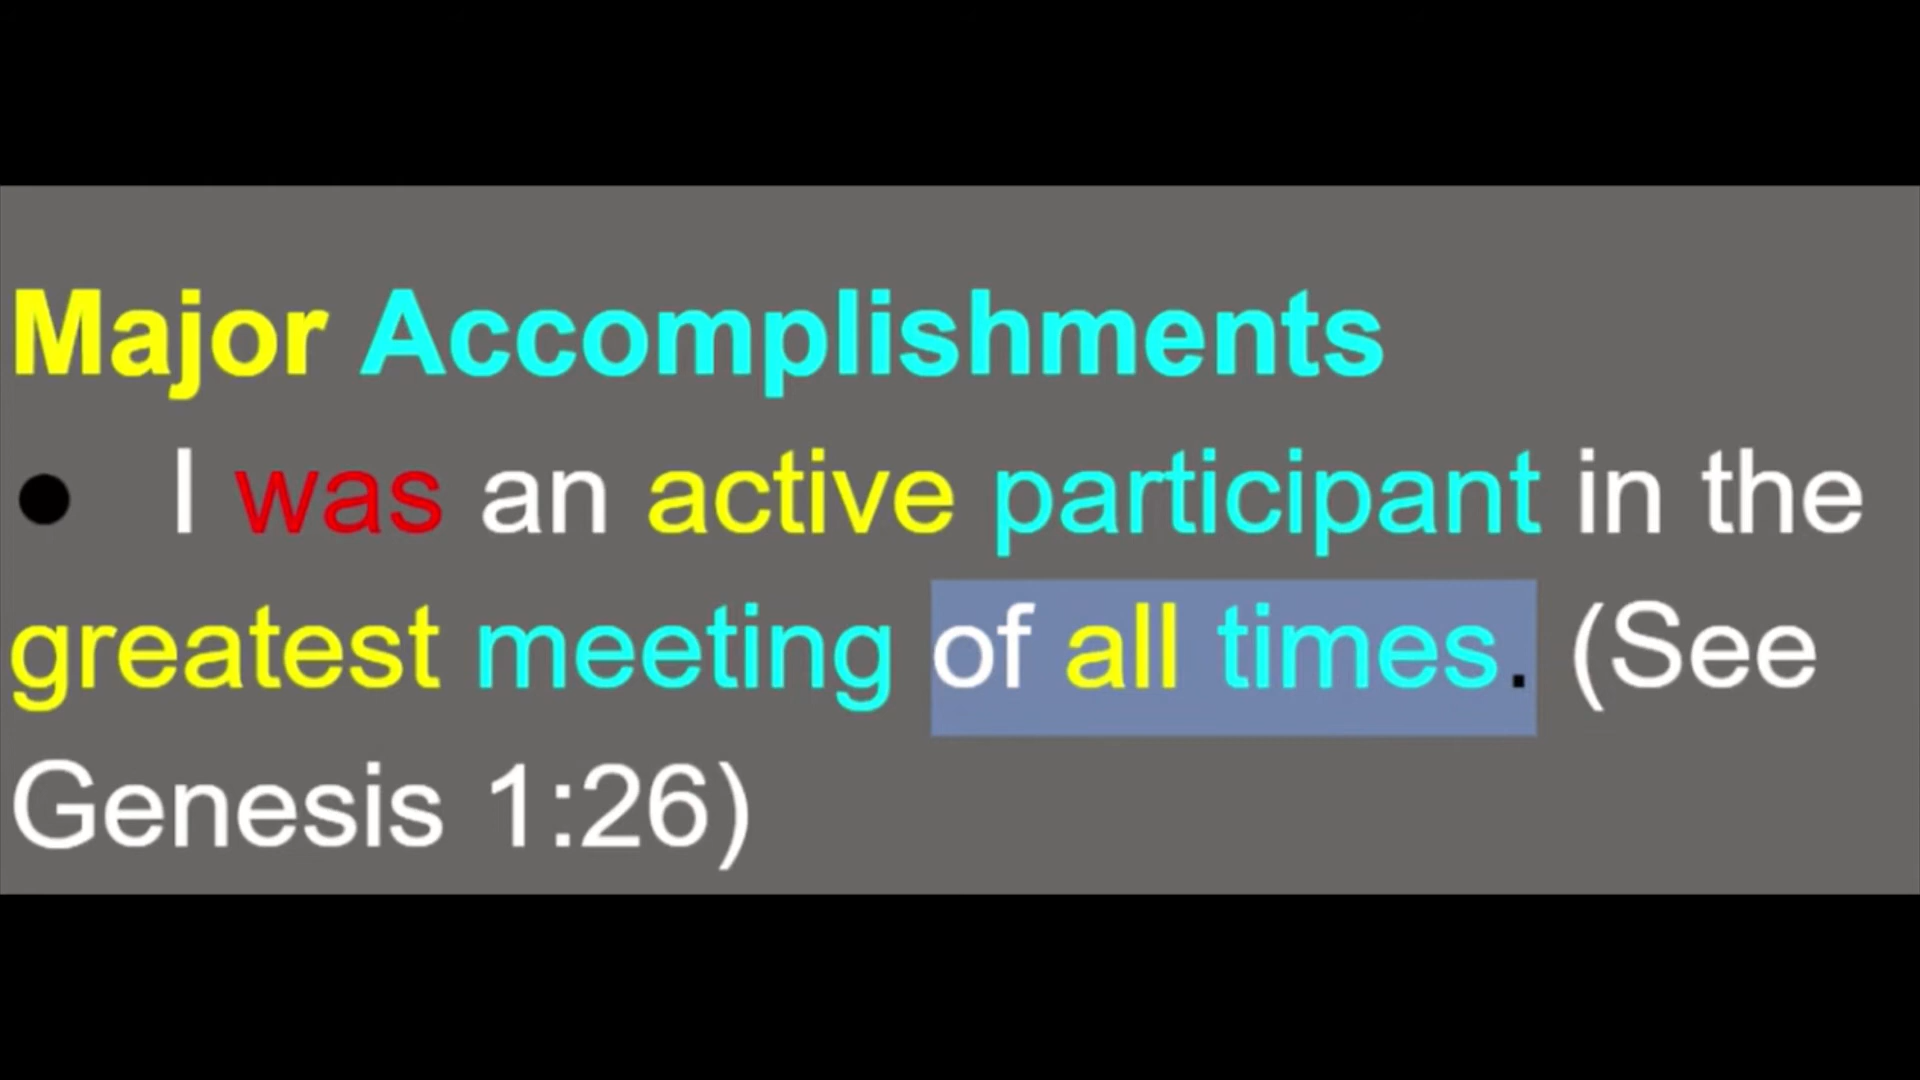 Major Accomplishments
● I was an active participant in the
greatest meeting of all times. (See
Genesis 1:26)